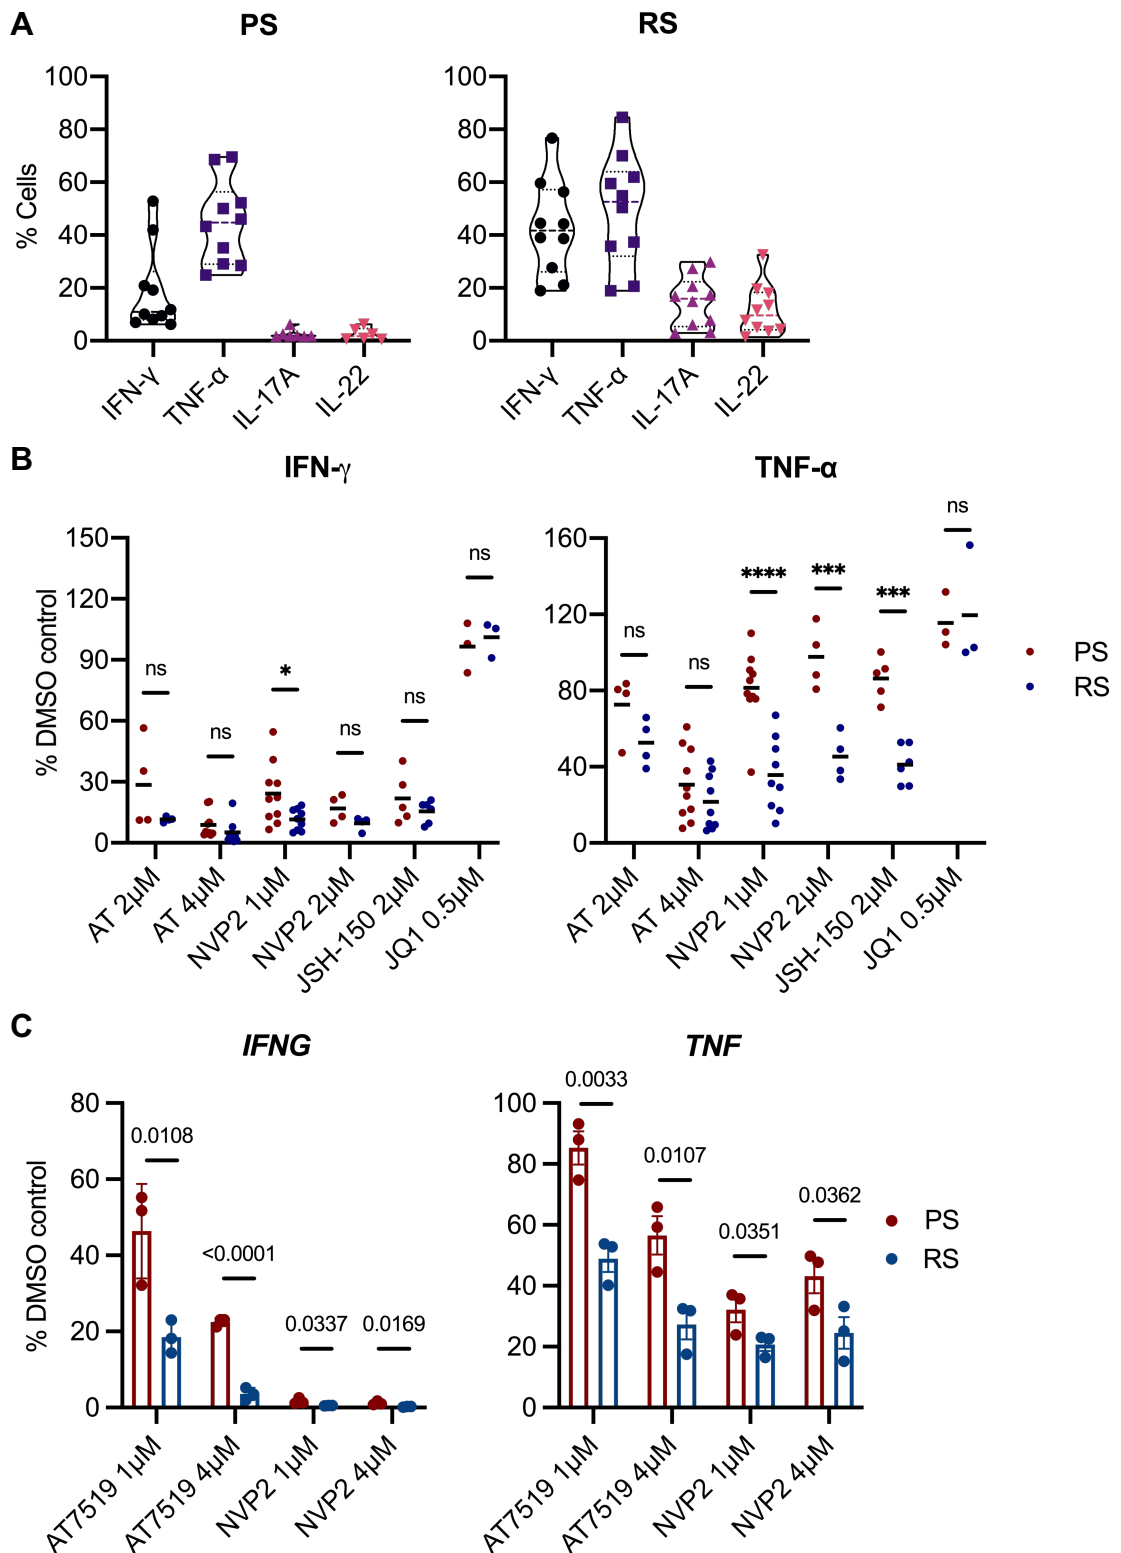 A
PS
RS
% Cells
100
80
60
40
20
0
IFN-γ
TNF-α
IL-17A
IL-22
100
80
60
40
20
0
IFN-γ
TNF-α
IL-17A
IL-22
B
IFN-γ
TNF-α
% DMSO control
150
120
90
60
30
0
ns
ns
*
ns
ns
ns
AT 2μM
AT 4μM
NVP2 1μM
NVP2 2μM
JSH-150 2μM
JQ1 0.5μM
160
120
80
40
0
ns
ns
****
***
***
ns
AT 2μM
AT 4μM
NVP2 1μM
NVP2 2μM
JSH-150 2μM
JQ1 0.5μM
PS
RS
C
IFNG
TNF
% DMSO control
80
60
40
20
0
0.0108
<0.0001
0.0337
0.0169
AT7519 1μM
AT7519 4μM
NVP2 1μM
NVP2 4μM
100
80
60
40
20
0
0.0033
0.0107
0.0351
0.0362
AT7519 1μM
AT7519 4μM
NVP2 1μM
NVP2 4μM
PS
RS